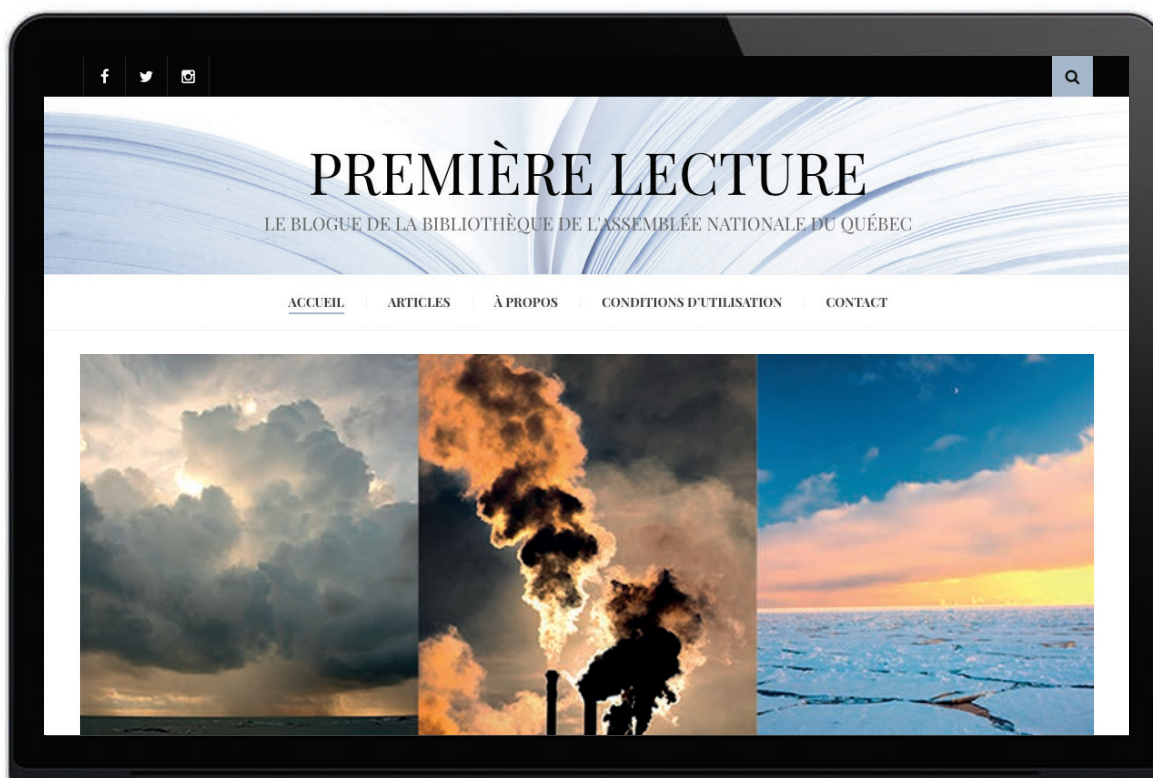 PREMIÈRE LECTURE
LE BLOGUE DE LA BIBLIOTHÈQUE DE L'ASSEMBLÉE NATIONALE DU QUÉBEC
ACCUEIL ARTICLES À PROPOS CONDITIONS D'UTILISATION CONTACT